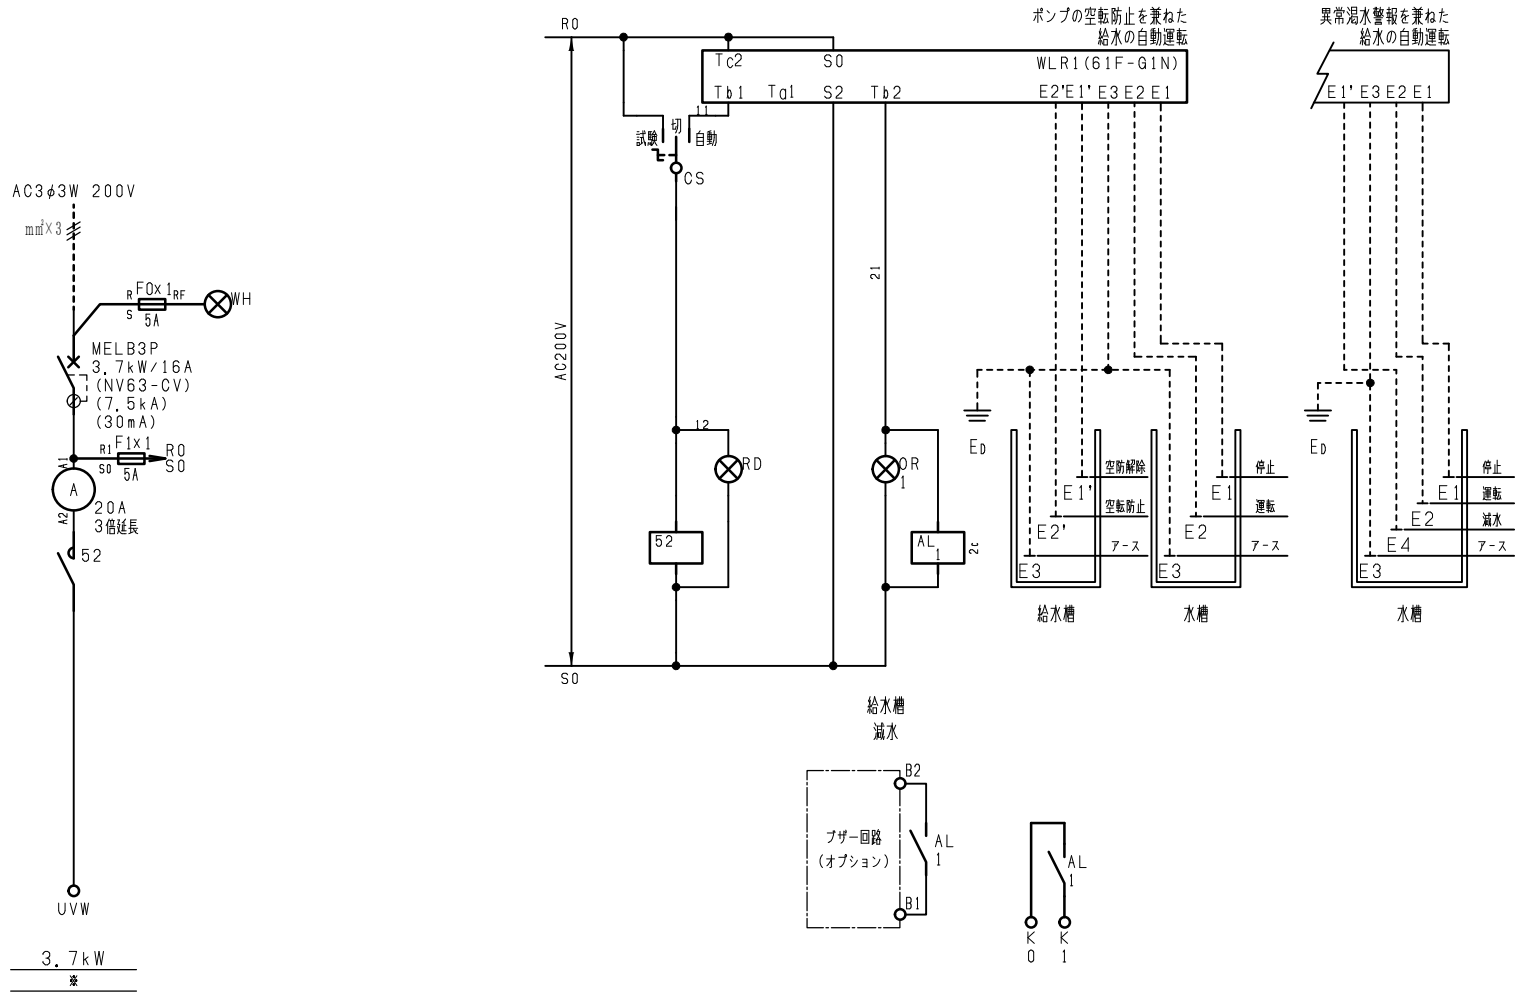 AC3φ3W 200V
mm²×3
F0×1
R
RF
S
5A
WH
MELB3P
3.7kW/16A
(NV63-CV)
(7.5kA)
(30mA)
F1×1
R1
S0
5A
R0
S0
A1
A
A2
20A
3倍延長
52
UVW
3.7kW
※
R0
AC200V
S0
ポンプの空転防止を兼ねた
給水の自動運転
Tc2
S0
WLR1(61F-G1N)
Tb1
Ta1
S2
Tb2
E2'
E1'
E3
E2
E1
11
試験
切
自動
CS
21
12
RD
OR
1
52
AL
1
2c
ED
空防解除
E1'
空転防止
E2'
アース
E3
給水槽
停止
E1
運転
E2
アース
E3
水槽
異常渇水警報を兼ねた
給水の自動運転
E1'
E3
E2
E1
ED
停止
E1
運転
E2
減水
E4
アース
E3
水槽
給水槽
減水
B2
ブザー回路
(オプション)
AL
1
B1
AL
1
K
0
K
1